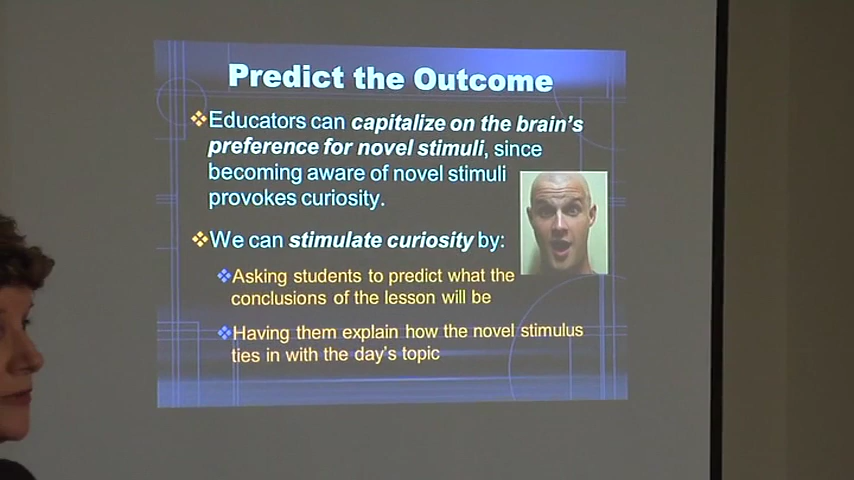 Predict the Outcome
Educators can capitalize on the brain's
preference for novel stimuli, since
becoming aware of novel stimuli
provokes curiosity.
We can stimulate curiosity by:
Asking students to predict what the
conclusions of the lesson will be
Having them explain how the novel stimulus
ties in with the day's topic